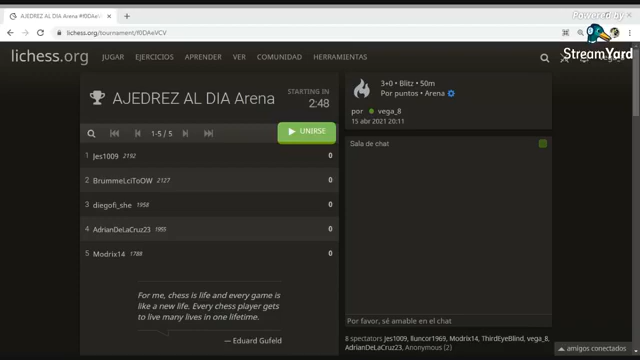 AJEDREZ AL DIA Arena #f0DAeVCV
Powered by
lichess.org/tournament/f0DAeVCV
StreamYard
lichess.org JUGAR EJERCICIOS APRENDER VER COMUNIDAD HERRAMIENTAS
AJEDREZ AL DIA Arena
STARTING IN
2:48
1-5 / 5
UNIRSE
1 Jes1009 2192 0
2 BrummeLciToOW 2127 0
3 diegofi_she 1958 0
4 AdrianDeLaCruz23 1955 0
5 Modrix14 1788 0
For me, chess is life and every game is
like a new life. Every chess player gets
to live many lives in one lifetime.
— Eduard Gufeld
3+0 • Blitz • 50m
Por puntos • Arena
por vega_8
15 abr 2021 20:11
Sala de chat
Por favor, sé amable en el chat
8 spectators Jes1009, lluncor1969, Modrix14, ThirdEyeBlind, vega_8,
AdrianDeLaCruz23, Anonymous (2)
amigos conectados